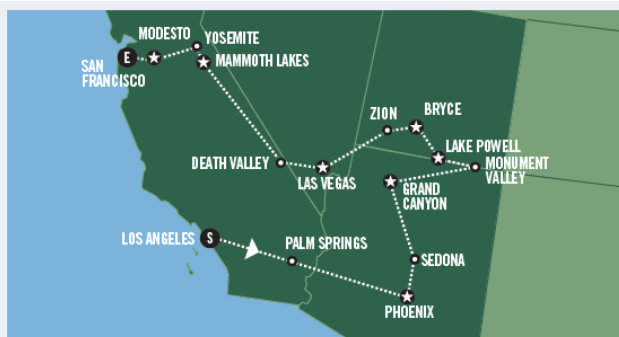 MODESTO
YOSEMITE
E
SAN
FRANCISCO
MAMMOTH LAKES
ZION
BRYCE
DEATH VALLEY
LAS VEGAS
LAKE POWELL
MONUMENT
VALLEY
GRAND
CANYON
LOS ANGELES
S
PALM SPRINGS
SEDONA
PHOENIX